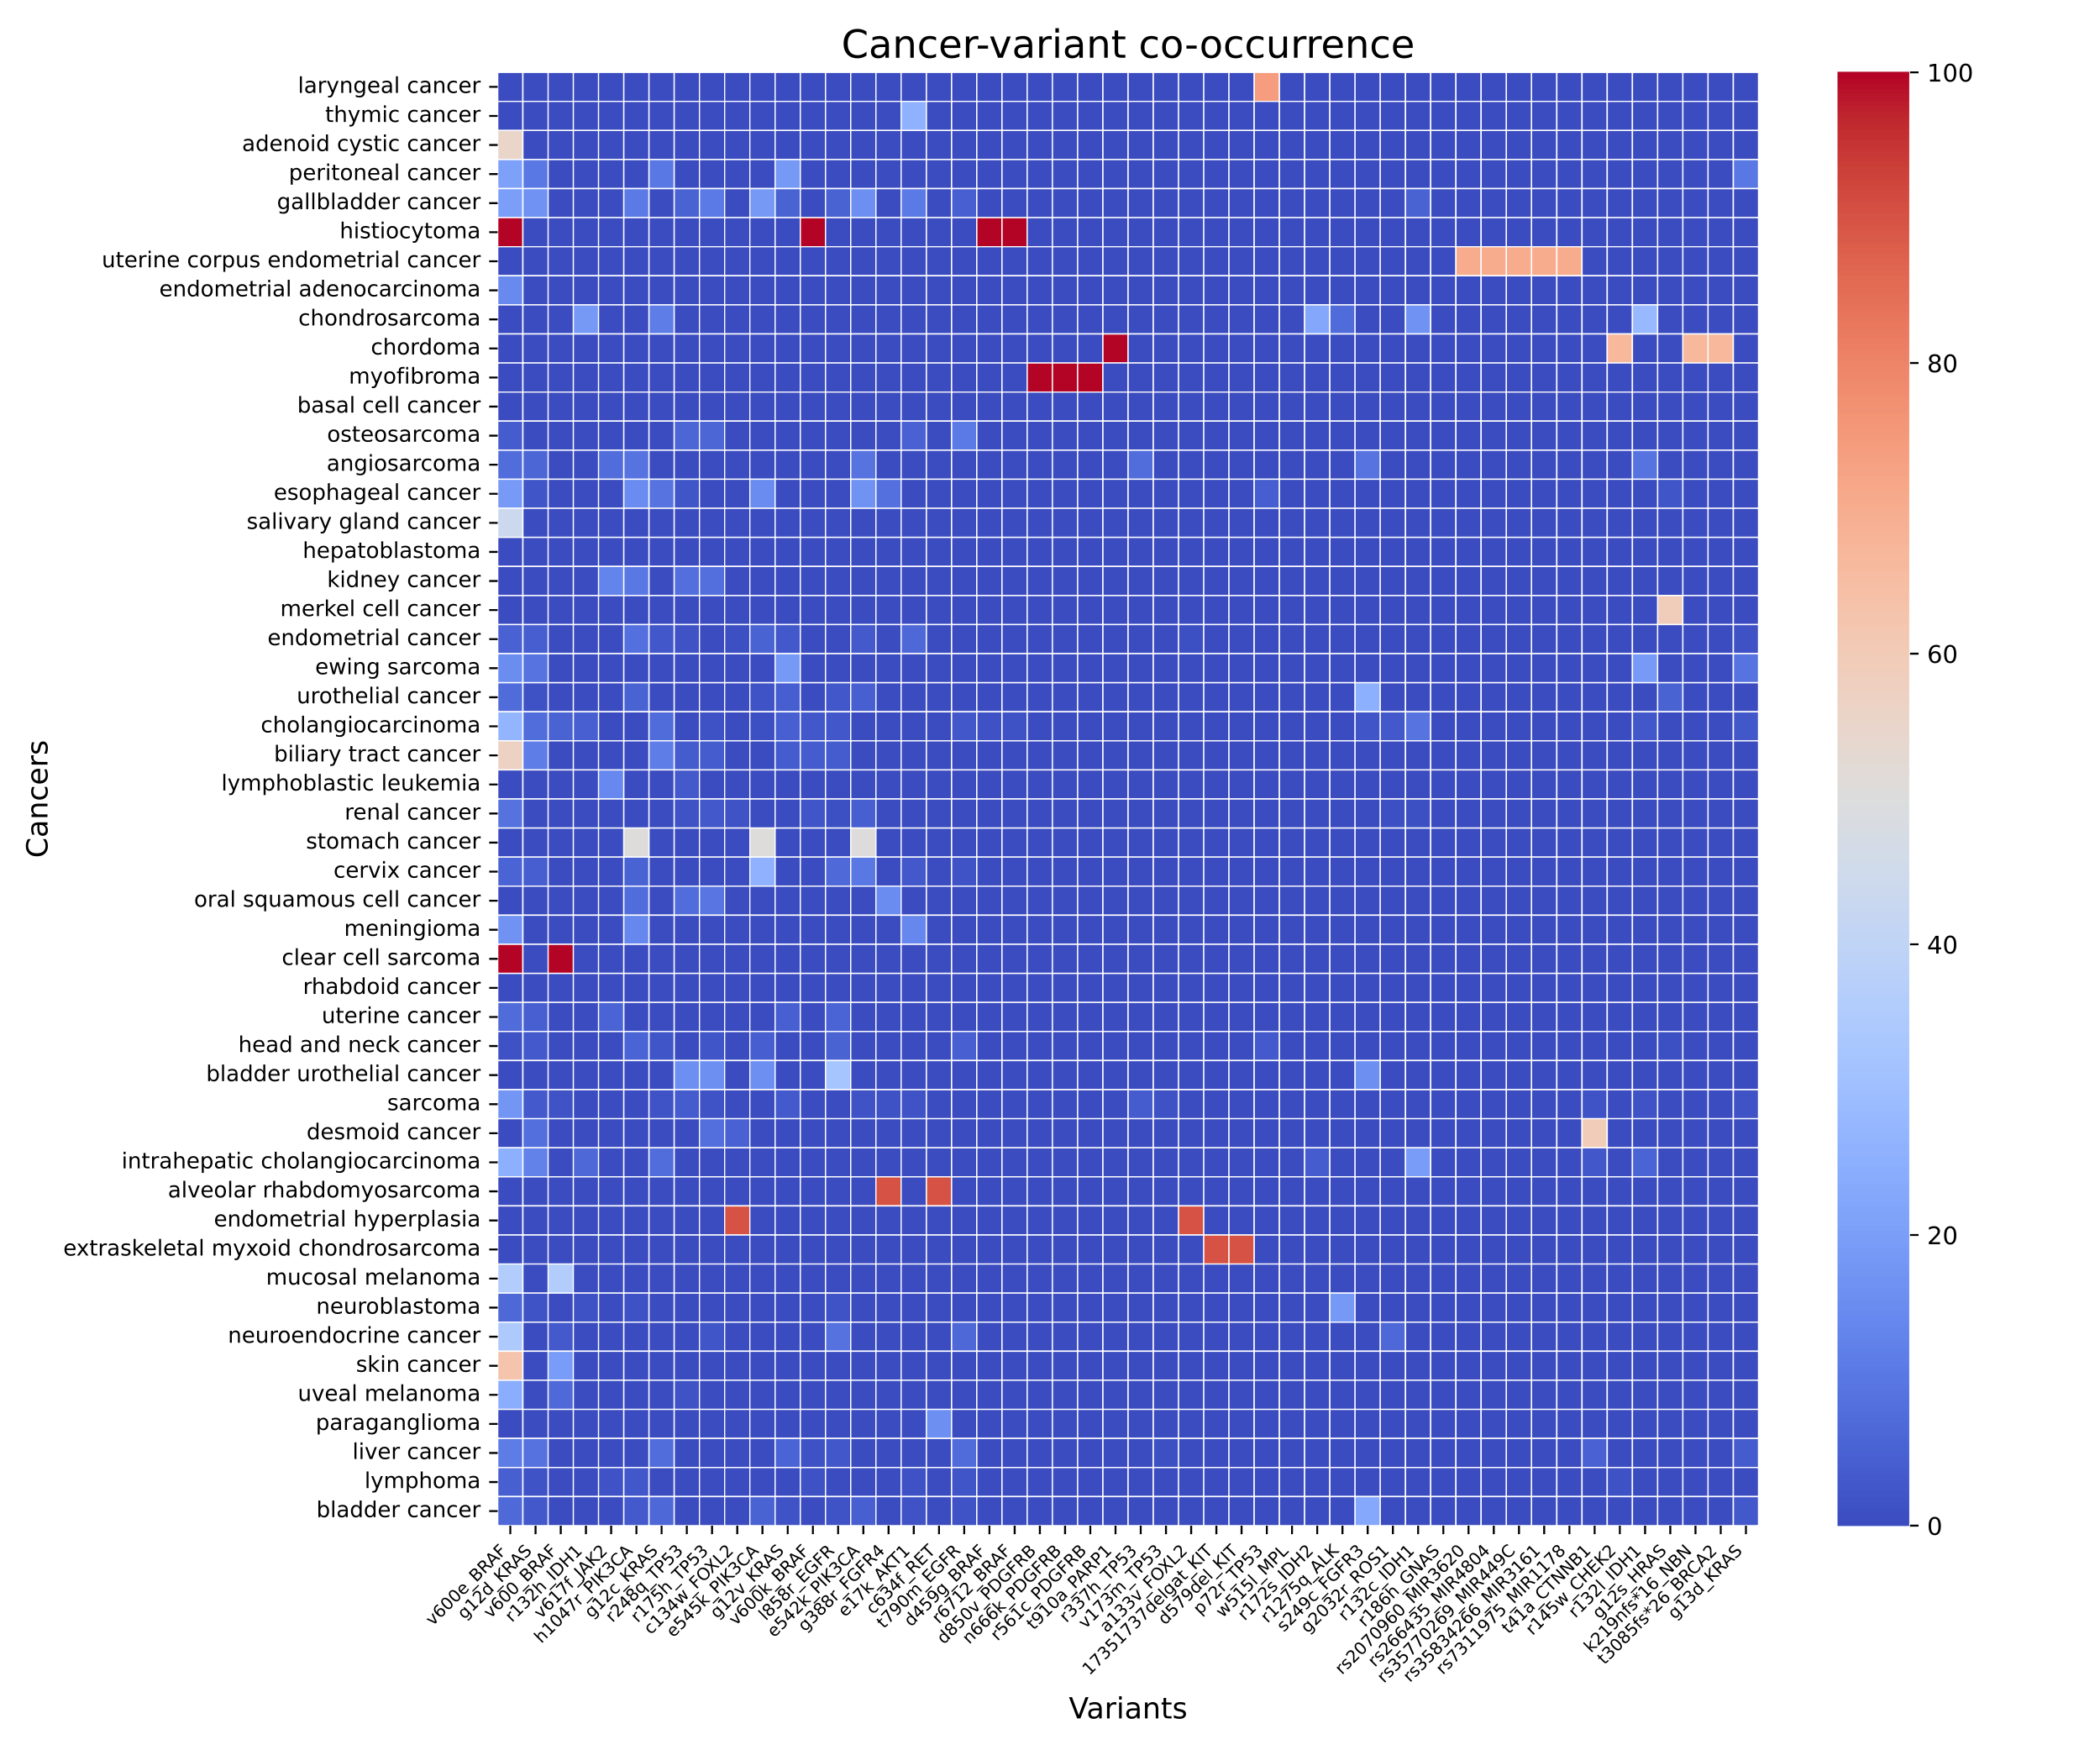 Cancer-variant co-occurrence
Cancers
laryngeal cancer
thymic cancer
adenoid cystic cancer
peritoneal cancer
gallbladder cancer
histiocytoma
uterine corpus endometrial cancer
endometrial adenocarcinoma
chondrosarcoma
chordoma
myofibroma
basal cell cancer
osteosarcoma
angiosarcoma
esophageal cancer
salivary gland cancer
hepatoblastoma
kidney cancer
merkel cell cancer
endometrial cancer
ewing sarcoma
urothelial cancer
cholangiocarcinoma
biliary tract cancer
lymphoblastic leukemia
renal cancer
stomach cancer
cervix cancer
oral squamous cell cancer
meningioma
clear cell sarcoma
rhabdoid cancer
uterine cancer
head and neck cancer
bladder urothelial cancer
sarcoma
desmoid cancer
intrahepatic cholangiocarcinoma
alveolar rhabdomyosarcoma
endometrial hyperplasia
extraskeletal myxoid chondrosarcoma
mucosal melanoma
neuroblastoma
neuroendocrine cancer
skin cancer
uveal melanoma
paraganglioma
liver cancer
lymphoma
bladder cancer
v600e_BRAF
g12d_KRAS
v600_BRAF
r132h_IDH1
v617f_JAK2
h1047r_PIK3CA
g12c_KRAS
r248q_TP53
r175h_TP53
c134w_FOXL2
e545k_PIK3CA
g12v_KRAS
v600k_BRAF
l858r_EGFR
e542k_PIK3CA
g388r_FGFR4
e17k_AKT1
c634f_RET
t790m_EGFR
d459g_BRAF
r671z_BRAF
d850v_PDGFRB
n666k_PDGFRB
r561c_PDGFRB
t910a_PARP1
r337h_TP53
v173m_TP53
a133v_FOXL2
17351737delgat_KIT
d579del_KIT
p72r_TP53
w515l_MPL
r172s_IDH2
r1275q_ALK
s249c_FGFR3
g2032r_ROS1
r132c_IDH1
r186h_GNAS
rs2070960_MIR3620
rs266435_MIR4804
rs35770269_MIR449C
rs35834266_MIR3161
rs7311975_MIR1178
t41a_CTNNB1
r145w_CHEK2
r132l_IDH1
g12s_HRAS
k219nfs*16_NBN
t3085fs*26_BRCA2
g13d_KRAS
Variants
100
80
60
40
20
0